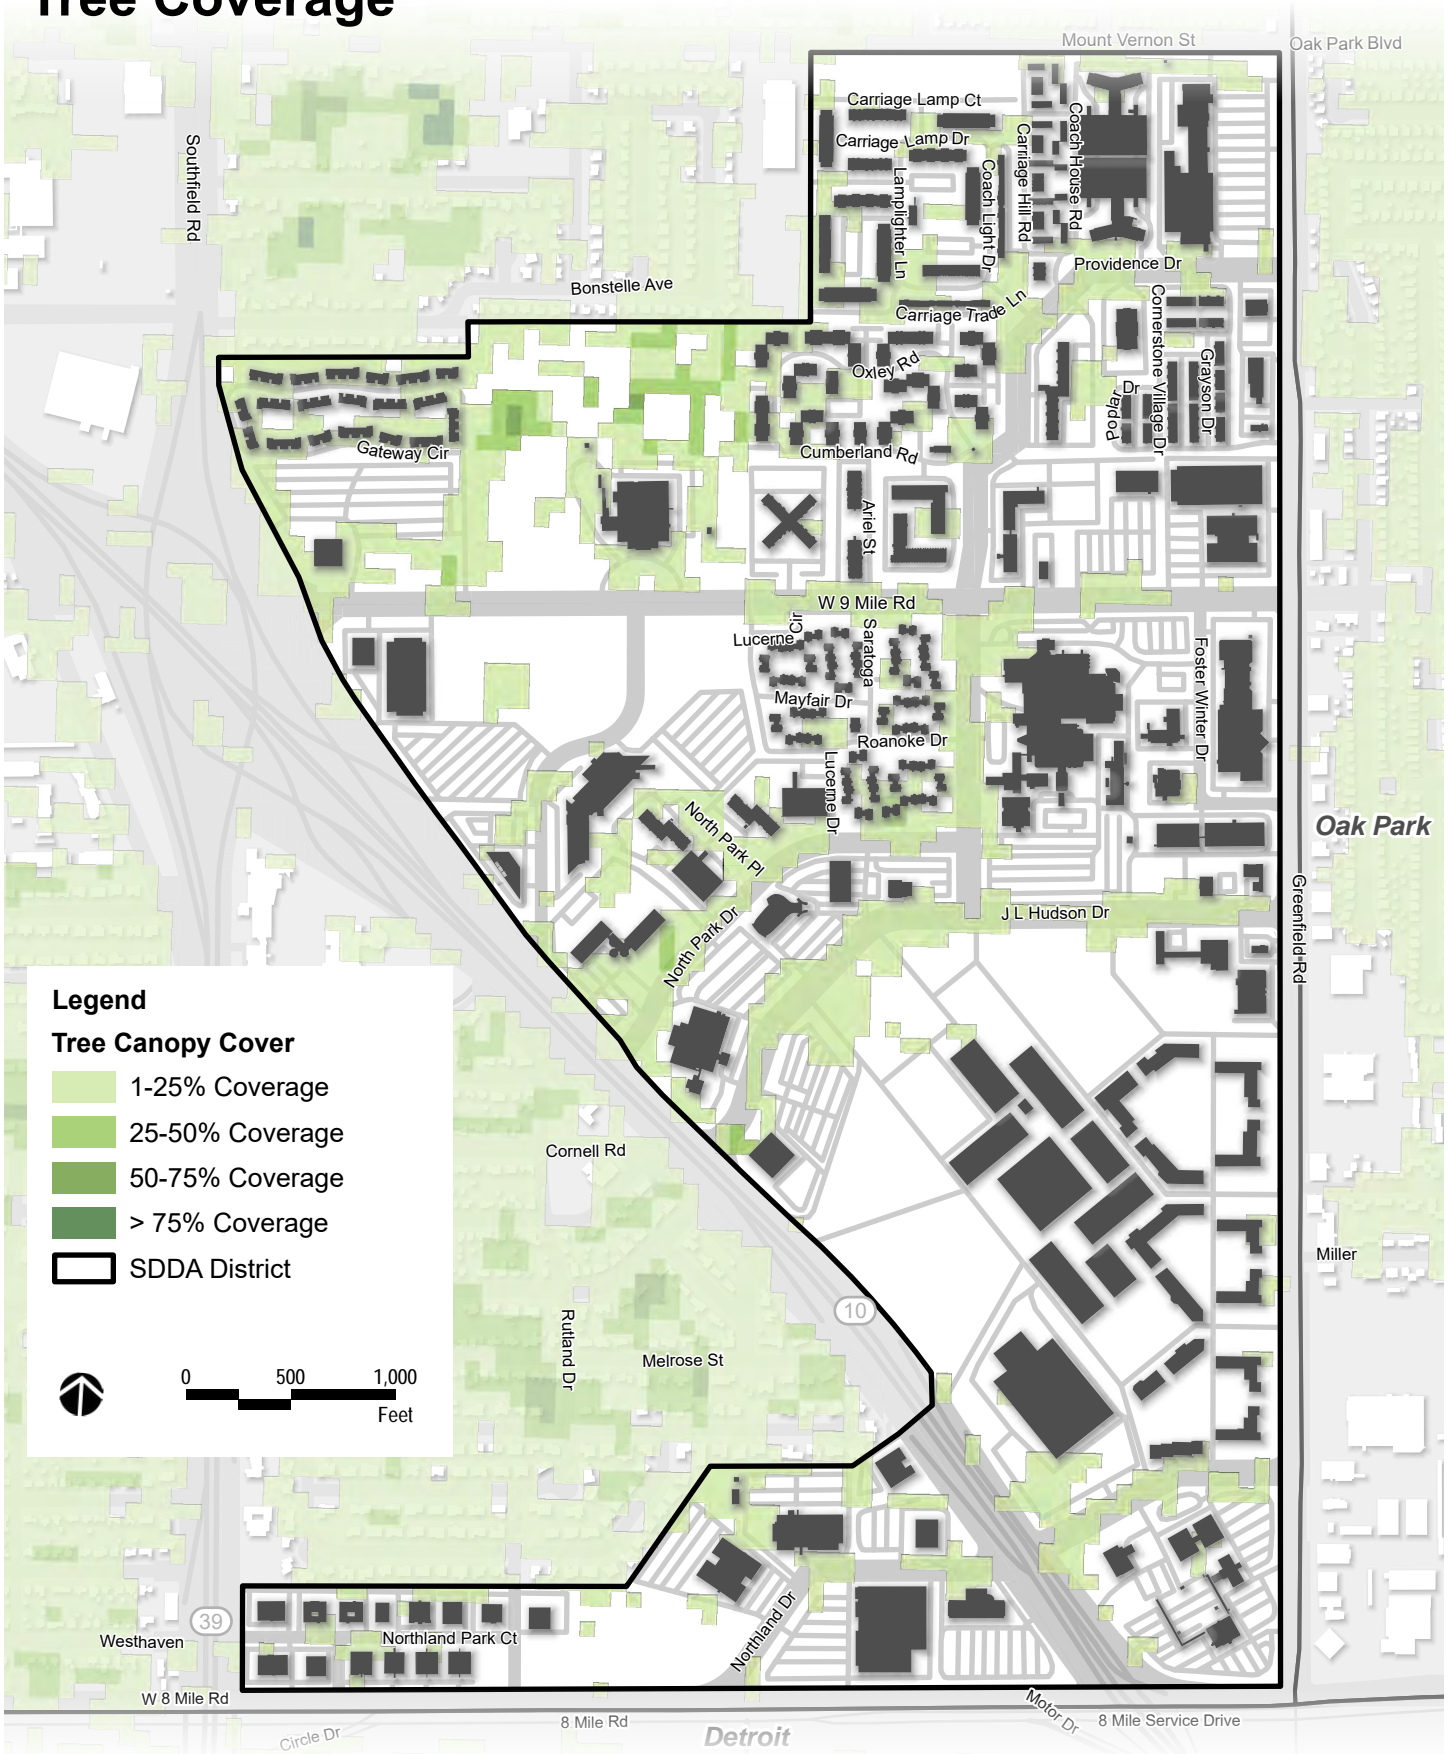 Tree Coverage
Mount Vernon St
Oak Park Blvd
Carriage Lamp Ct
Carriage Lamp Dr
Southfield Rd
Lamplighter Ln
Coach Light Dr
Carriage Hill Rd
Coach House Rd
Providence Dr
Bonstelle Ave
Carriage Trade Ln
Oxley Rd
Cornerstone Village Dr
Grayson Dr
Poplar Dr
Gateway Cir
Cumberland Rd
Ariel St
W 9 Mile Rd
Lucerne Cir
Saratoga
Foster Winter Dr
Mayfair Dr
Roanoke Dr
Lucerne Dr
North Park Pl
Oak Park
North Park Dr
J L Hudson Dr
Greenfield Rd
Legend
Tree Canopy Cover
1-25% Coverage
25-50% Coverage
50-75% Coverage
> 75% Coverage
SDDA District
0 500 1,000
Feet
Cornell Rd
Miller
10
Rutland Dr
Melrose St
39
Westhaven
Northland Park Ct
Northland Dr
W 8 Mile Rd
8 Mile Rd
Circle Dr
Detroit
Motor Dr
8 Mile Service Drive